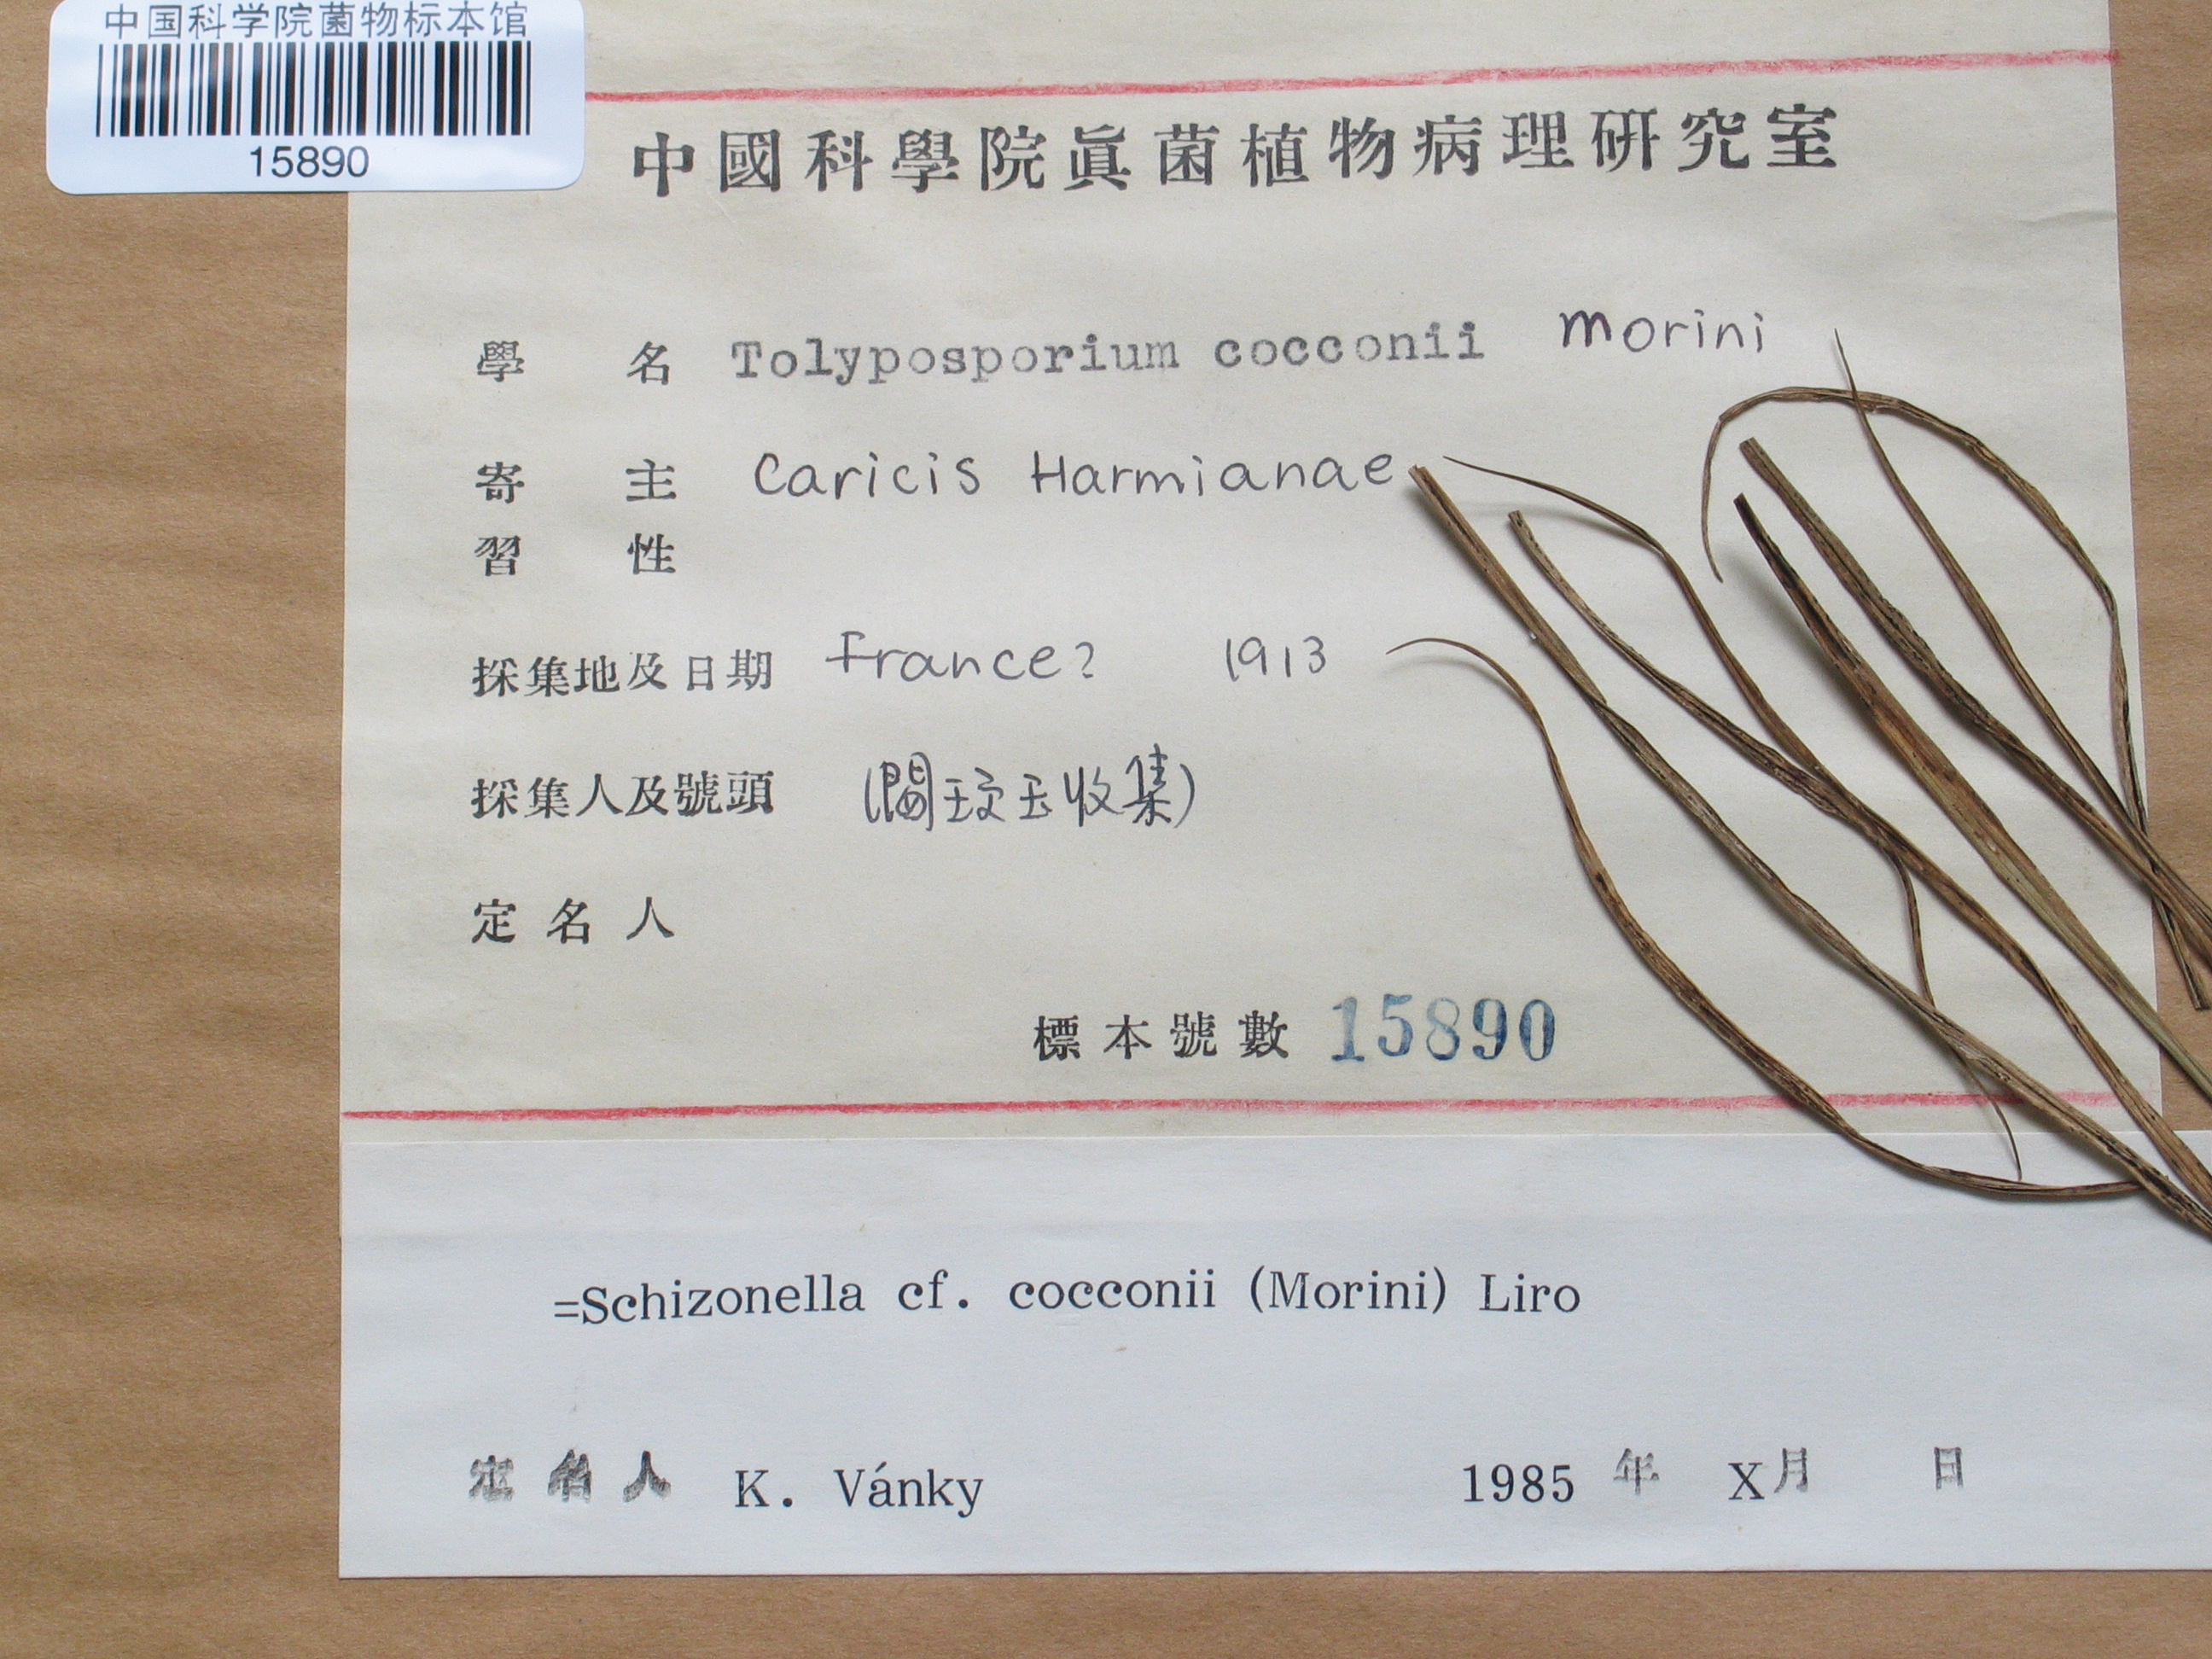 中国科学院菌物标本馆
15890
中國科學院眞菌植物病理研究室
學 名 Tolyposporium cocconii Morini
寄 主 Caricis Harmianae
習 性
採集地及日期 France? 1913
採集人及號頭 (閻玟玉收集)
定名人
標本號數 15890
=Schizonella cf. cocconii (Morini) Liro
定名人 K. Vánky 1985 年 X月 日